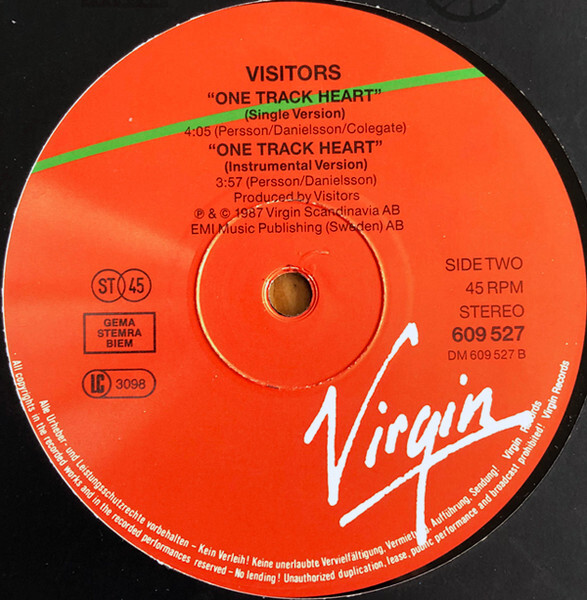 VISITORS
"ONE TRACK HEART"
(Single Version)
4:05 (Persson/Danielsson/Colegate)
"ONE TRACK HEART"
(Instrumental Version)
3:57 (Persson/Danielsson)
Produced by Visitors
℗ & © 1987 Virgin Scandinavia AB
EMI Music Publishing (Sweden) AB
ST 45
GEMA
STEMRA
BIEM
LC 3098
SIDE TWO
45 RPM
STEREO
609 527
DM 609 527 B
Virgin
Alle Urheber- und Leistungsschutzrechte vorbehalten – Kein Verleih! Keine unerlaubte Vervielfältigung, Vermietung, Aufführung, Sendung! Virgin Records
All copyrights in the recorded works and in the recorded performances reserved – No lending! Unauthorized duplication, lease, public performance and broadcast prohibited! Virgin Records